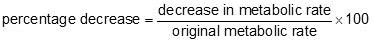 percentage decrease = decrease in metabolic rate / original metabolic rate × 100